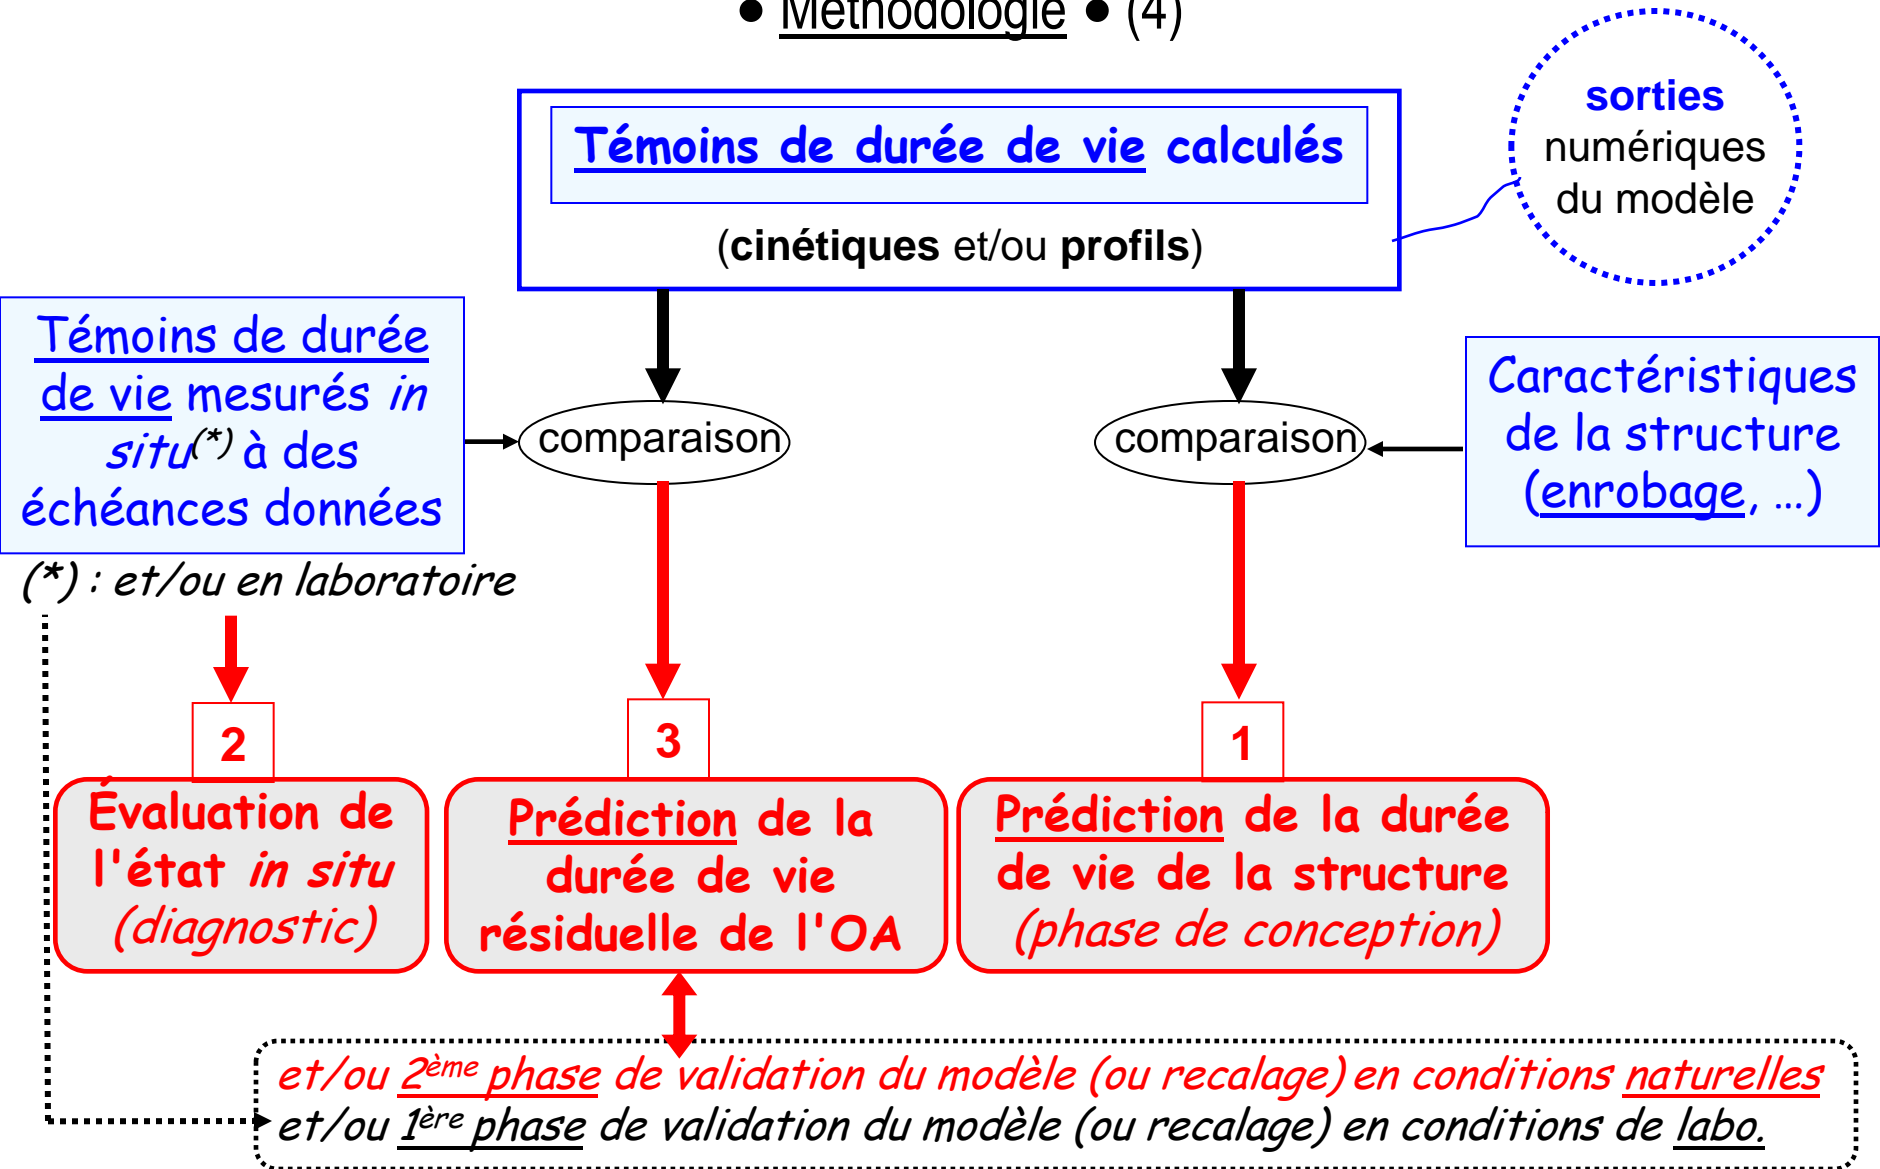 ● Méthodologie ● (4)
sorties
numériques
du modèle
Témoins de durée de vie calculés
(cinétiques et/ou profils)
Témoins de durée
de vie mesurés in
situ(*) à des
échéances données
(*) : et/ou en laboratoire
comparaison
comparaison
Caractéristiques
de la structure
(enrobage, …)
2
Évaluation de
l'état in situ
(diagnostic)
3
Prédiction de la
durée de vie
résiduelle de l'OA
1
Prédiction de la durée
de vie de la structure
(phase de conception)
et/ou 2ème phase de validation du modèle (ou recalage) en conditions naturelles
et/ou 1ère phase de validation du modèle (ou recalage) en conditions de labo.